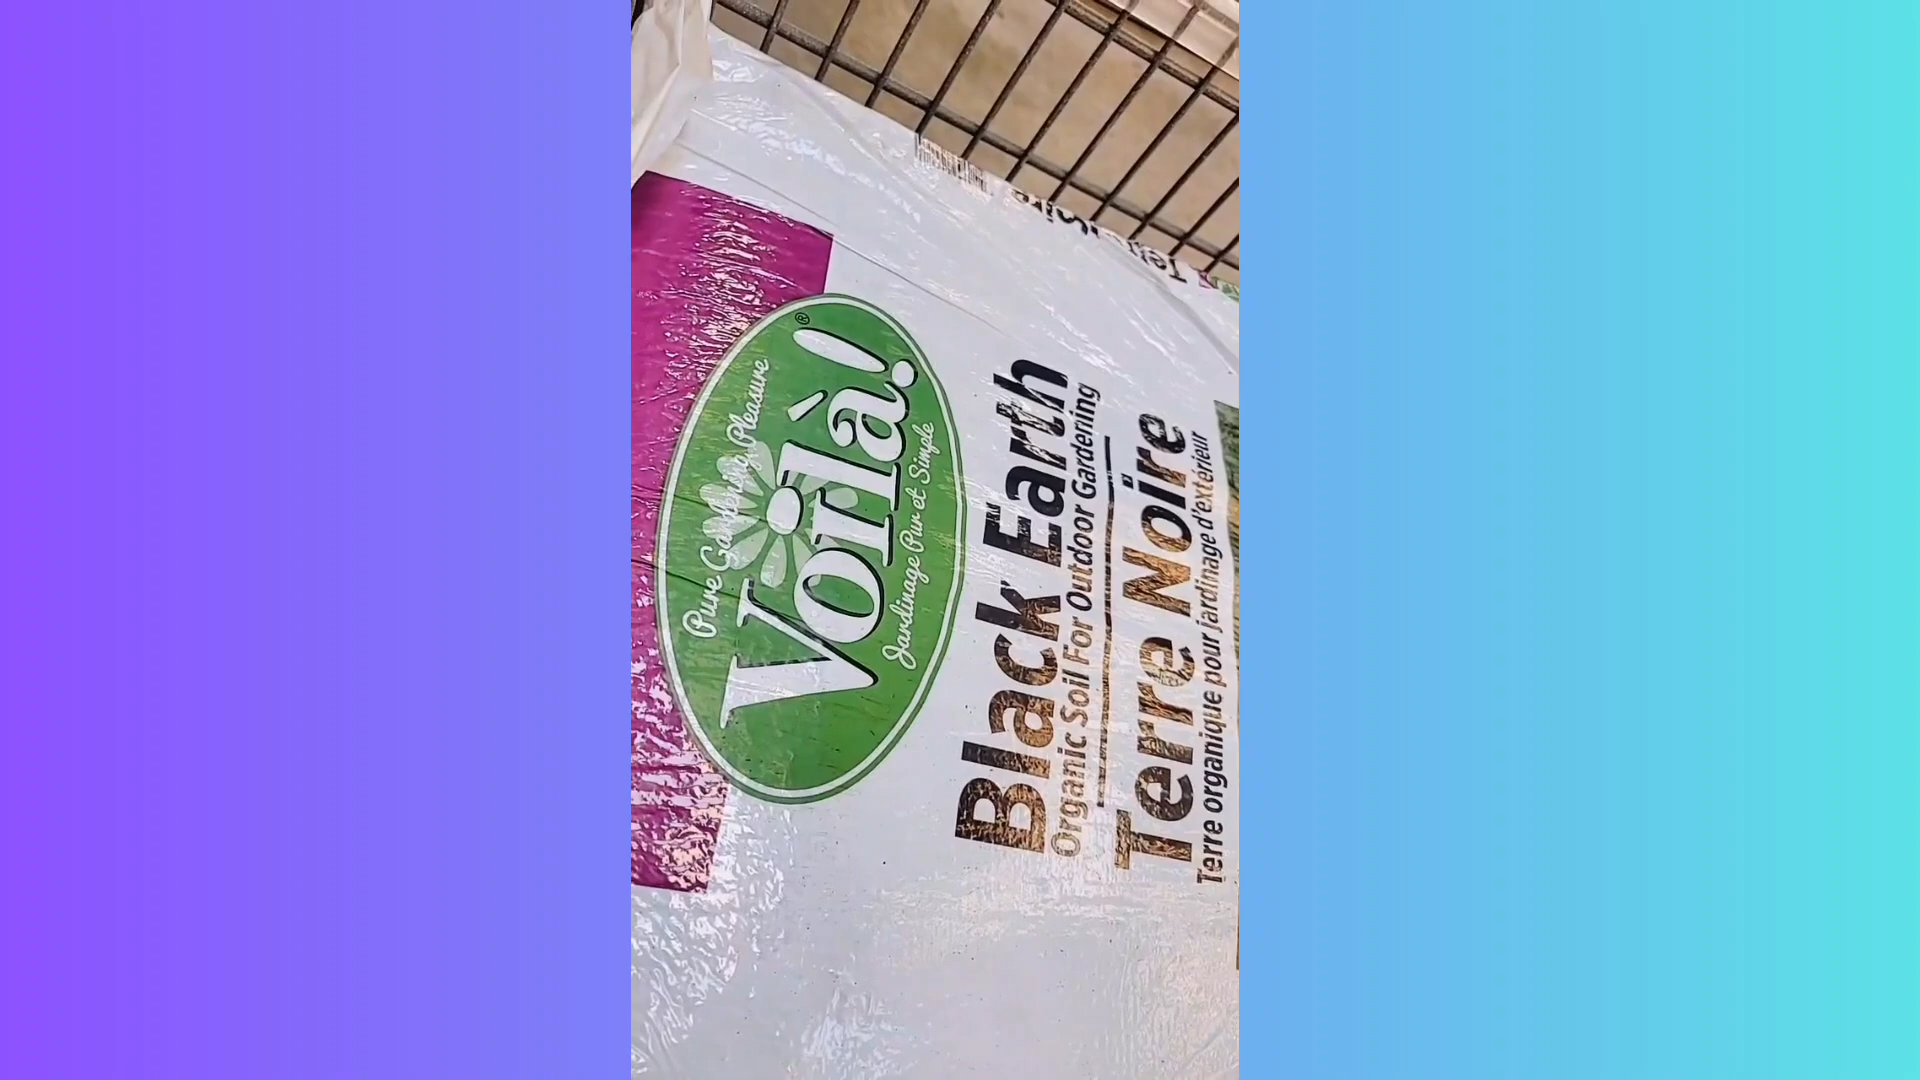 Pure Gardening Pleasure
Voilà!®
Jardinage Pur et Simple
Black Earth
Organic Soil For Outdoor Gardening
Terre Noire
Terre organique pour jardinage d'extérieur